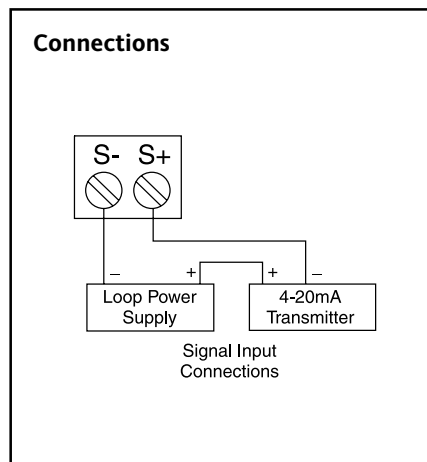 Connections
S- S+
– + + –
Loop Power
Supply
4-20mA
Transmitter
Signal Input
Connections